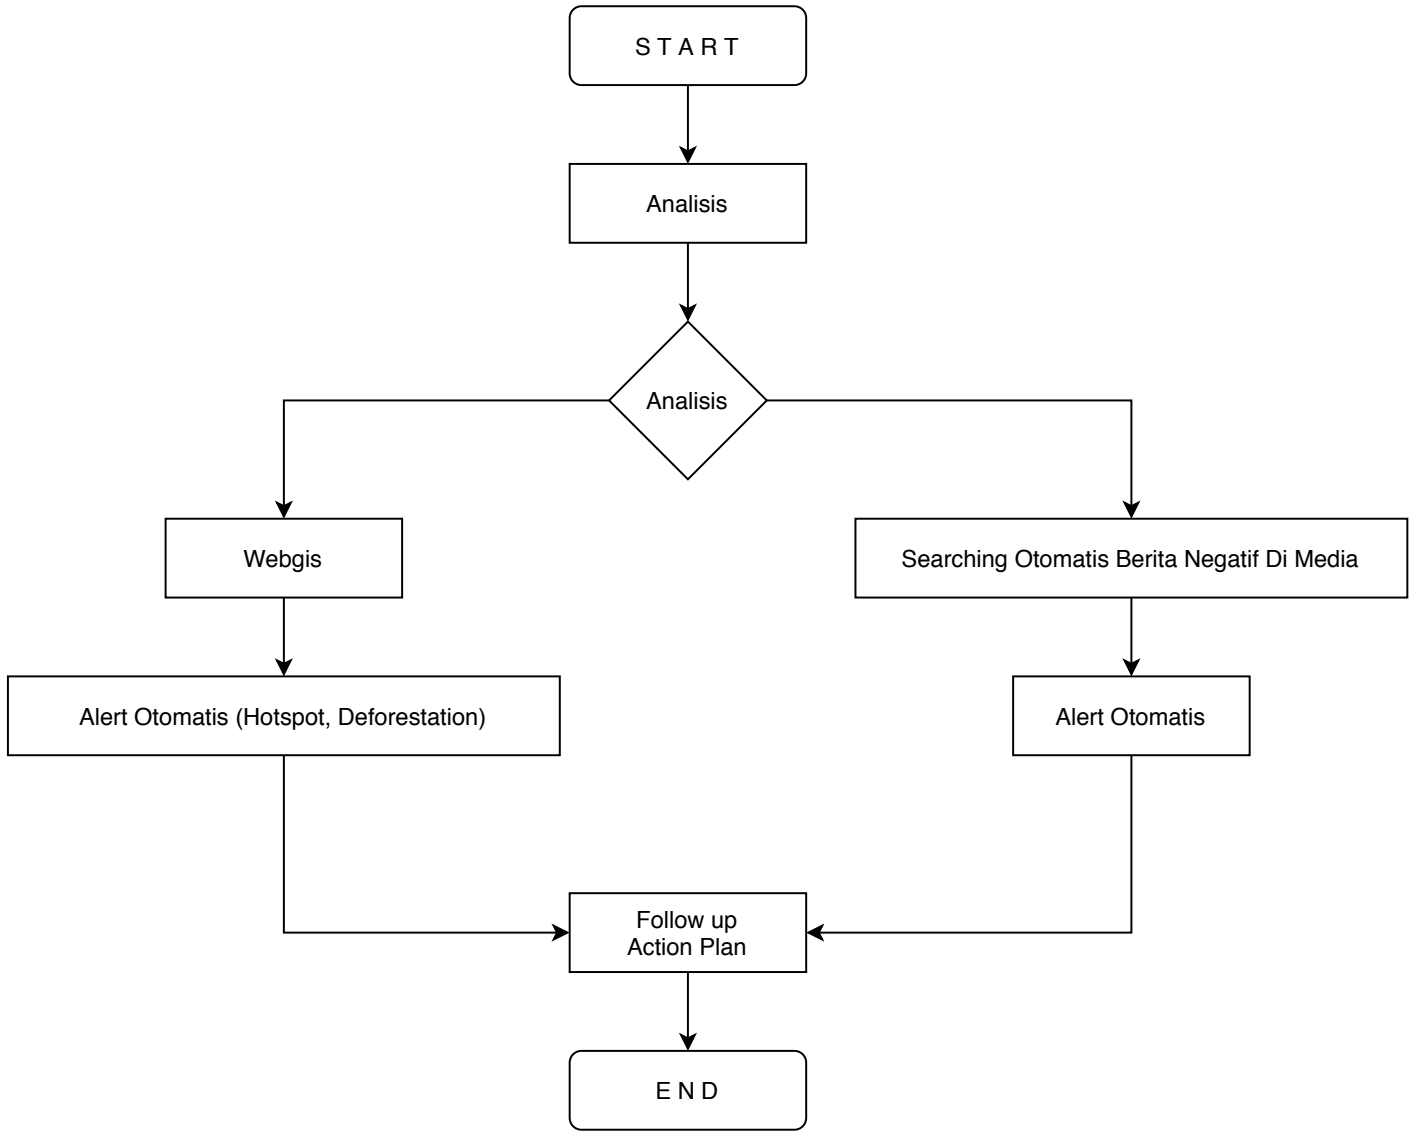 S T A R T
Analisis
Analisis
Webgis
Searching Otomatis Berita Negatif Di Media
Alert Otomatis (Hotspot, Deforestation)
Alert Otomatis
Follow up
Action Plan
E N D